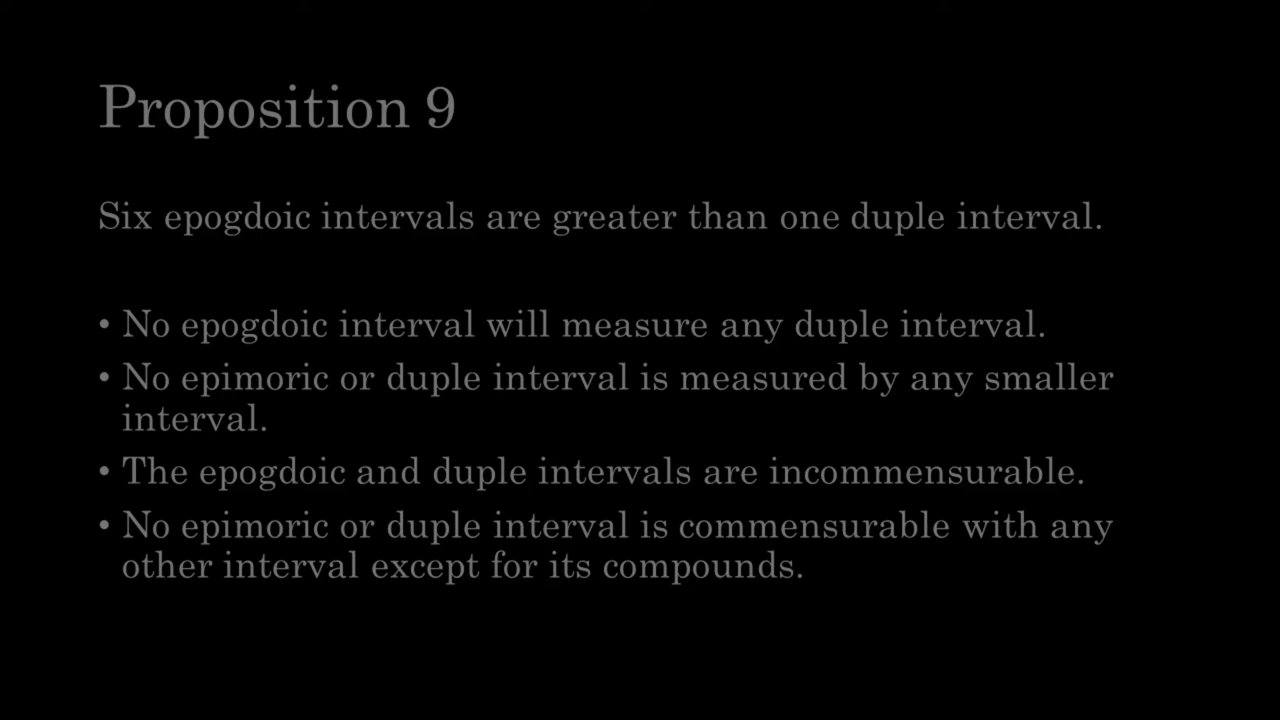 Proposition 9
Six epogdoic intervals are greater than one duple interval.
• No epogdoic interval will measure any duple interval.
• No epimoric or duple interval is measured by any smaller
interval.
• The epogdoic and duple intervals are incommensurable.
• No epimoric or duple interval is commensurable with any
other interval except for its compounds.